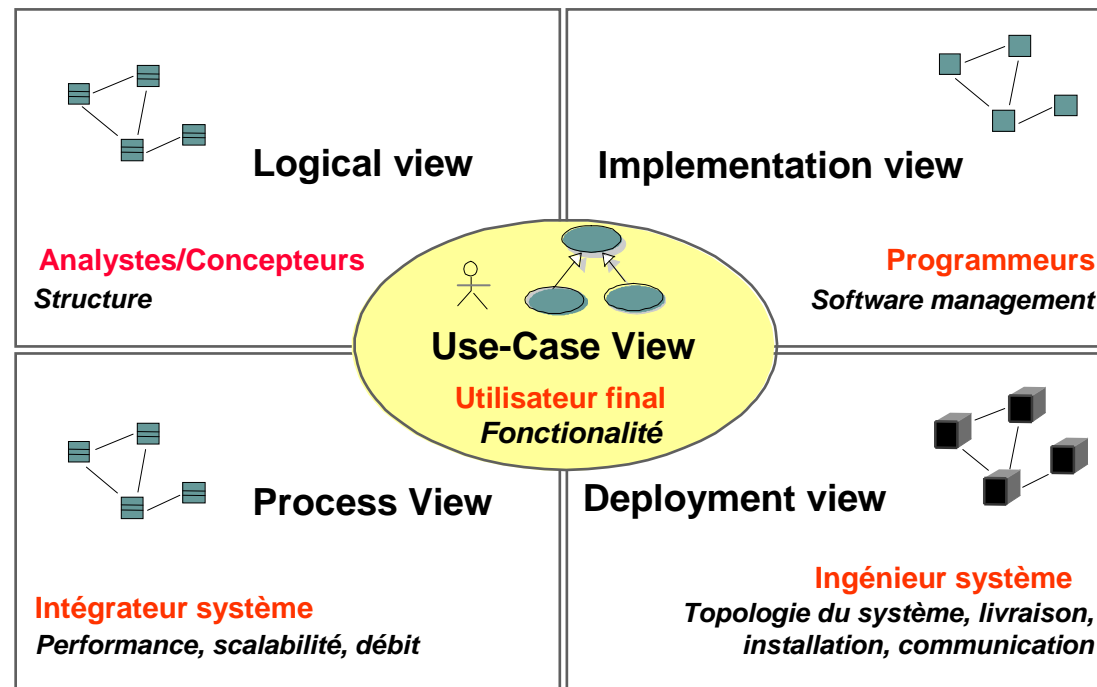 Logical view
Analystes/Concepteurs
Structure
Implementation view
Programmeurs
Software management
Use-Case View
Utilisateur final
Fonctionalité
Process View
Intégrateur système
Performance, scalabilité, débit
Deployment view
Ingénieur système
Topologie du système, livraison,
installation, communication